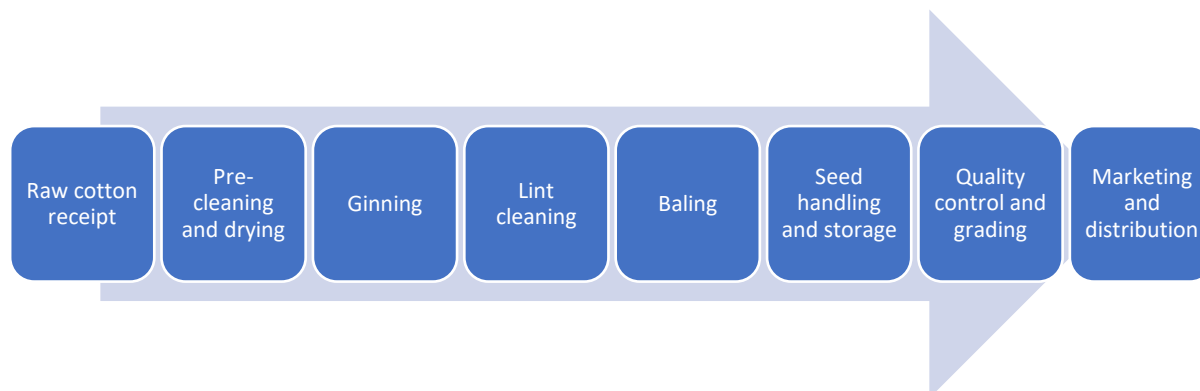 Raw cotton
receipt
Pre-
cleaning
and drying
Ginning
Lint
cleaning
Baling
Seed
handling
and storage
Quality
control and
grading
Marketing
and
distribution